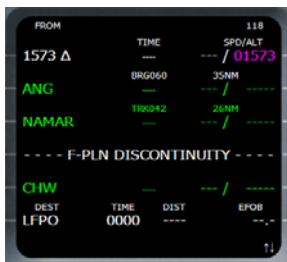 FROM 118
TIME SPD/ALT
1573 Δ ---- --- / 01573
BRG060 35NM
ANG ---- --- / -----
TRK042 26NM
NAMAR ---- --- / -----
- - - - F-PLN DISCONTINUITY - - - -
CHW ---- --- / -----
DEST TIME DIST EFOB
LFPO 0000 ---- --.-
↑↓